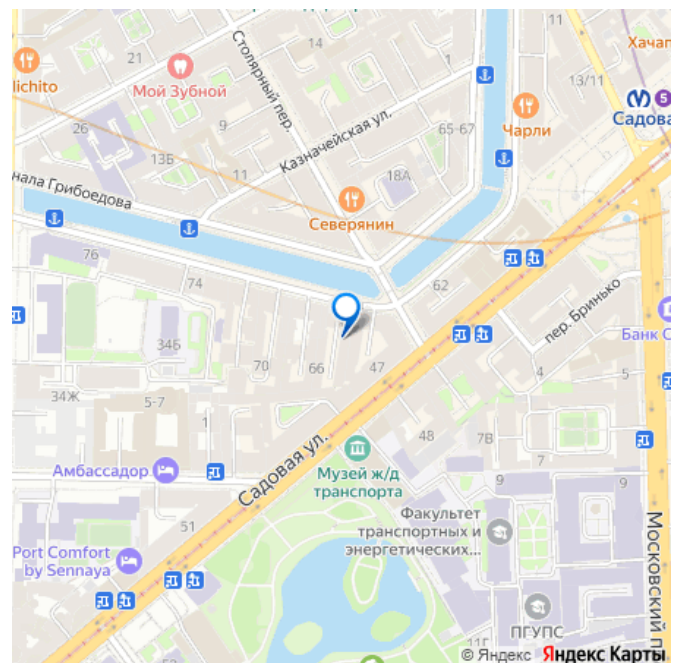 14
11
Хачап
13/11
5
Садова
lichito
Мой Зубной
Столярный пер.
Чарли
26
9
65-67
13Б
11
Казначейская ул.
18А
нала Грибоедова
Северянин
76
74
62
пер. Бринько
Банк С
34Б
70
66
47
4
5
34Ж
5-7
1
48
7В
7
Амбассадор
Садовая ул.
Музей ж/д
транспорта
9
9
51
Факультет
транспортных и
энергетических...
Port Comfort
by Sennaya
Московский п
ПГУПС
11Г
1
© Яндекс Яндекс Карты